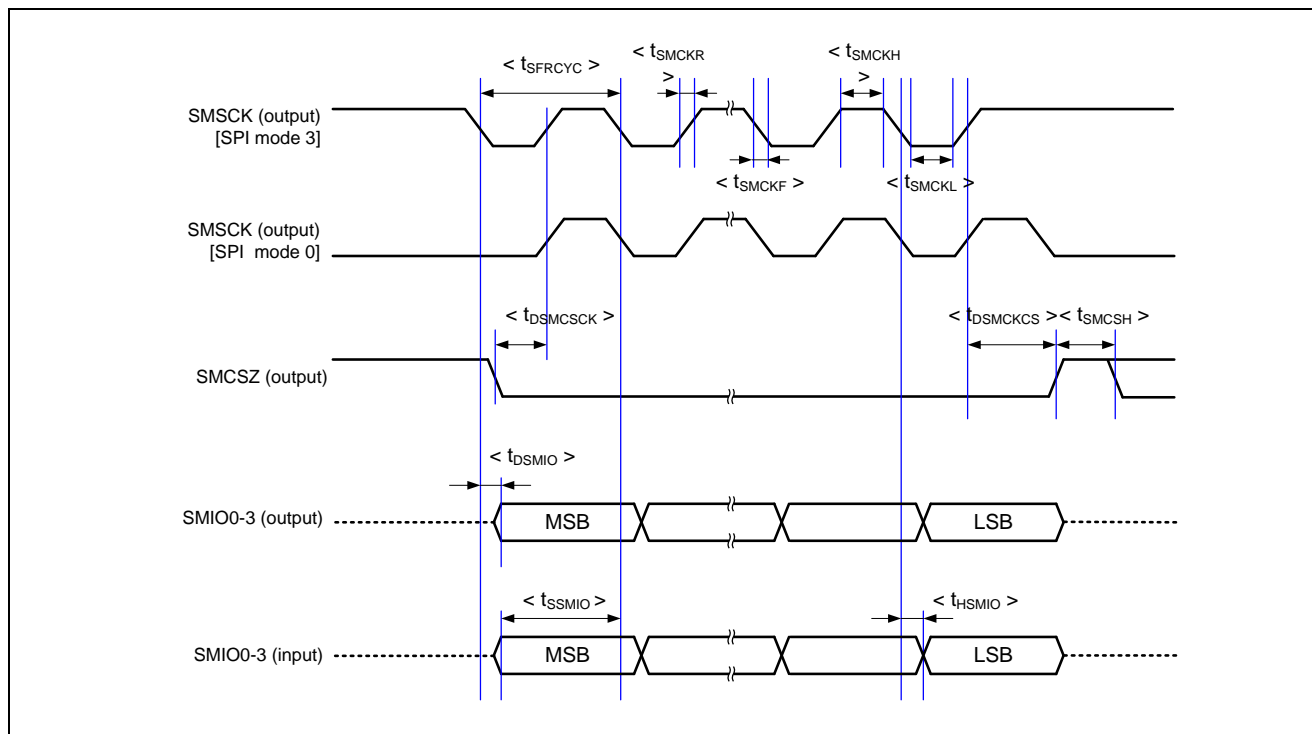 < tSMCKR >
< tSMCKH >
< tSFRCYC >
SMSCK (output)
[SPI mode 3]
< tSMCKF >
< tSMCKL >
SMSCK (output)
[SPI mode 0]
< tDSMCSCK >
< tDSMCKCS >
< tSMCSH >
SMCSZ (output)
< tDSMIO >
SMIO0-3 (output)
MSB
LSB
< tSSMIO >
< tHSMIO >
SMIO0-3 (input)
MSB
LSB